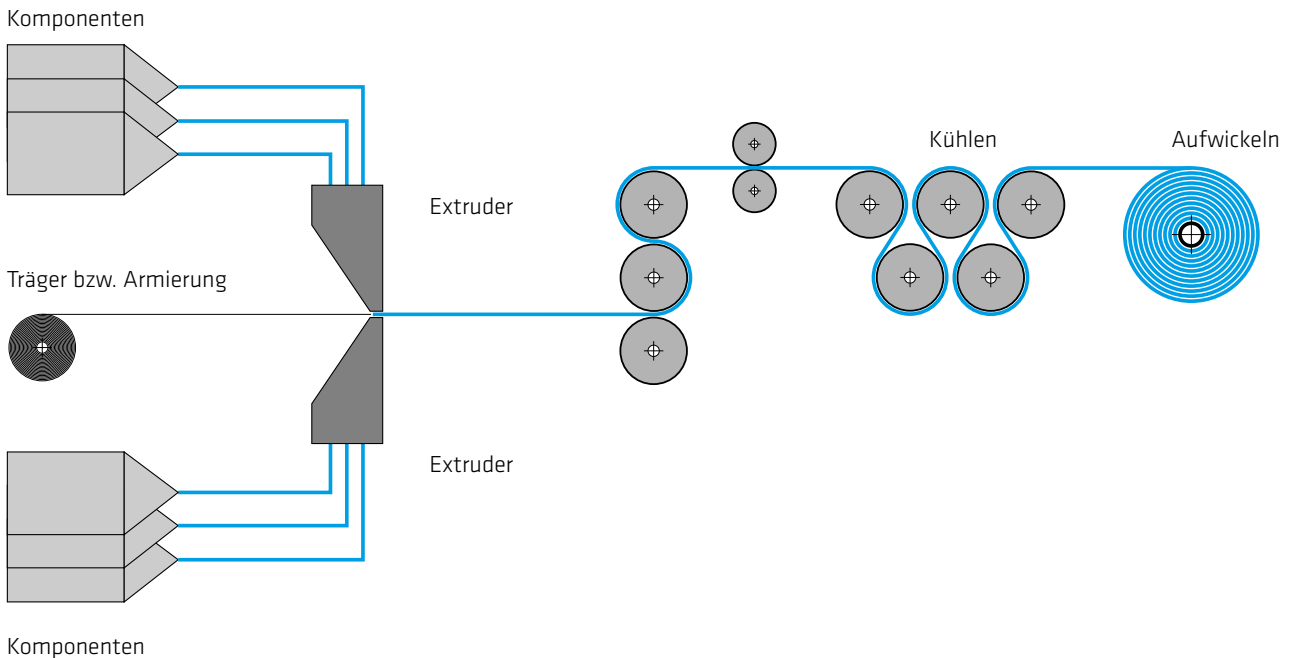 Komponenten
Kühlen
Aufwickeln
Extruder
Träger bzw. Armierung
Extruder
Komponenten